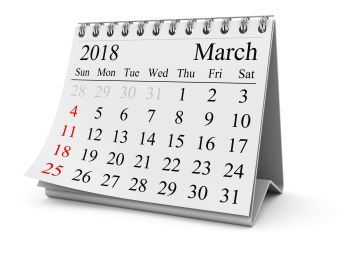 2018 March
Sun Mon Tue Wed Thu Fri Sat
28 29 30 31 1 2 3
4 5 6 7 8 9 10
11 12 13 14 15 16 17
18 19 20 21 22 23 24
25 26 27 28 29 30 31